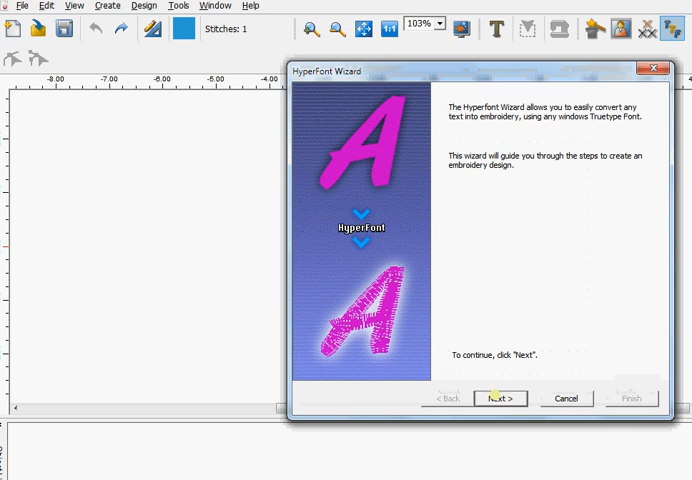 File Edit View Create Design Tools Window Help
Stitches: 1
103%
1:1
-8.00 -7.00 -6.00 -5.00 -4.00
HyperFont Wizard
HyperFont
The Hyperfont Wizard allows you to easily convert any
text into embroidery, using any windows Truetype Font.
This wizard will guide you through the steps to create an
embroidery design.
To continue, click "Next".
< Back Next > Cancel Finish